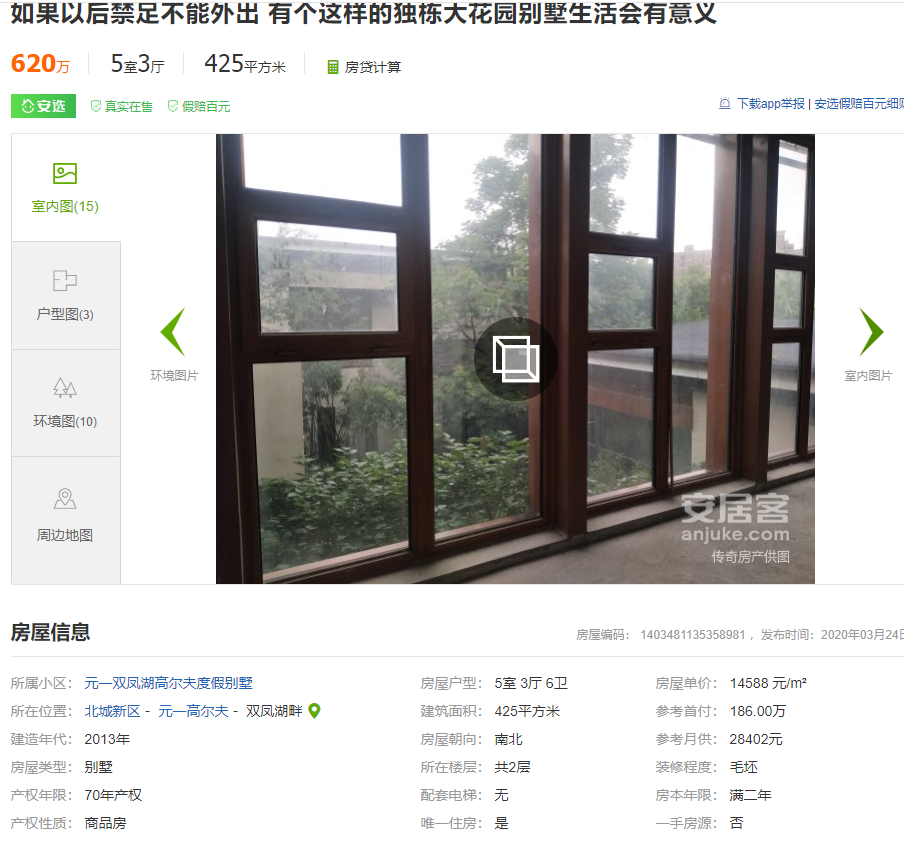 如果以后禁足不能外出 有个这样的独栋大花园别墅生活会有意义
620万 5室3厅 425平方米 房贷计算
安选 真实在售 假赔百元 下载app举报 | 安选假赔百元细则
室内图(15)
户型图(3)
环境图(10)
周边地图
环境图片
室内图片
安居客
anjuke.com
传奇房产供图
房屋信息 房屋编码： 1403481135358981 ，发布时间：2020年03月24日
所属小区： 元一双凤湖高尔夫度假别墅 房屋户型： 5室 3厅 6卫 房屋单价： 14588 元/m²
所在位置： 北城新区 - 元一高尔夫 - 双凤湖畔 建筑面积： 425平方米 参考首付： 186.00万
建造年代： 2013年 房屋朝向： 南北 参考月供： 28402元
房屋类型： 别墅 所在楼层： 共2层 装修程度： 毛坯
产权年限： 70年产权 配套电梯： 无 房本年限： 满二年
产权性质： 商品房 唯一住房： 是 一手房源： 否